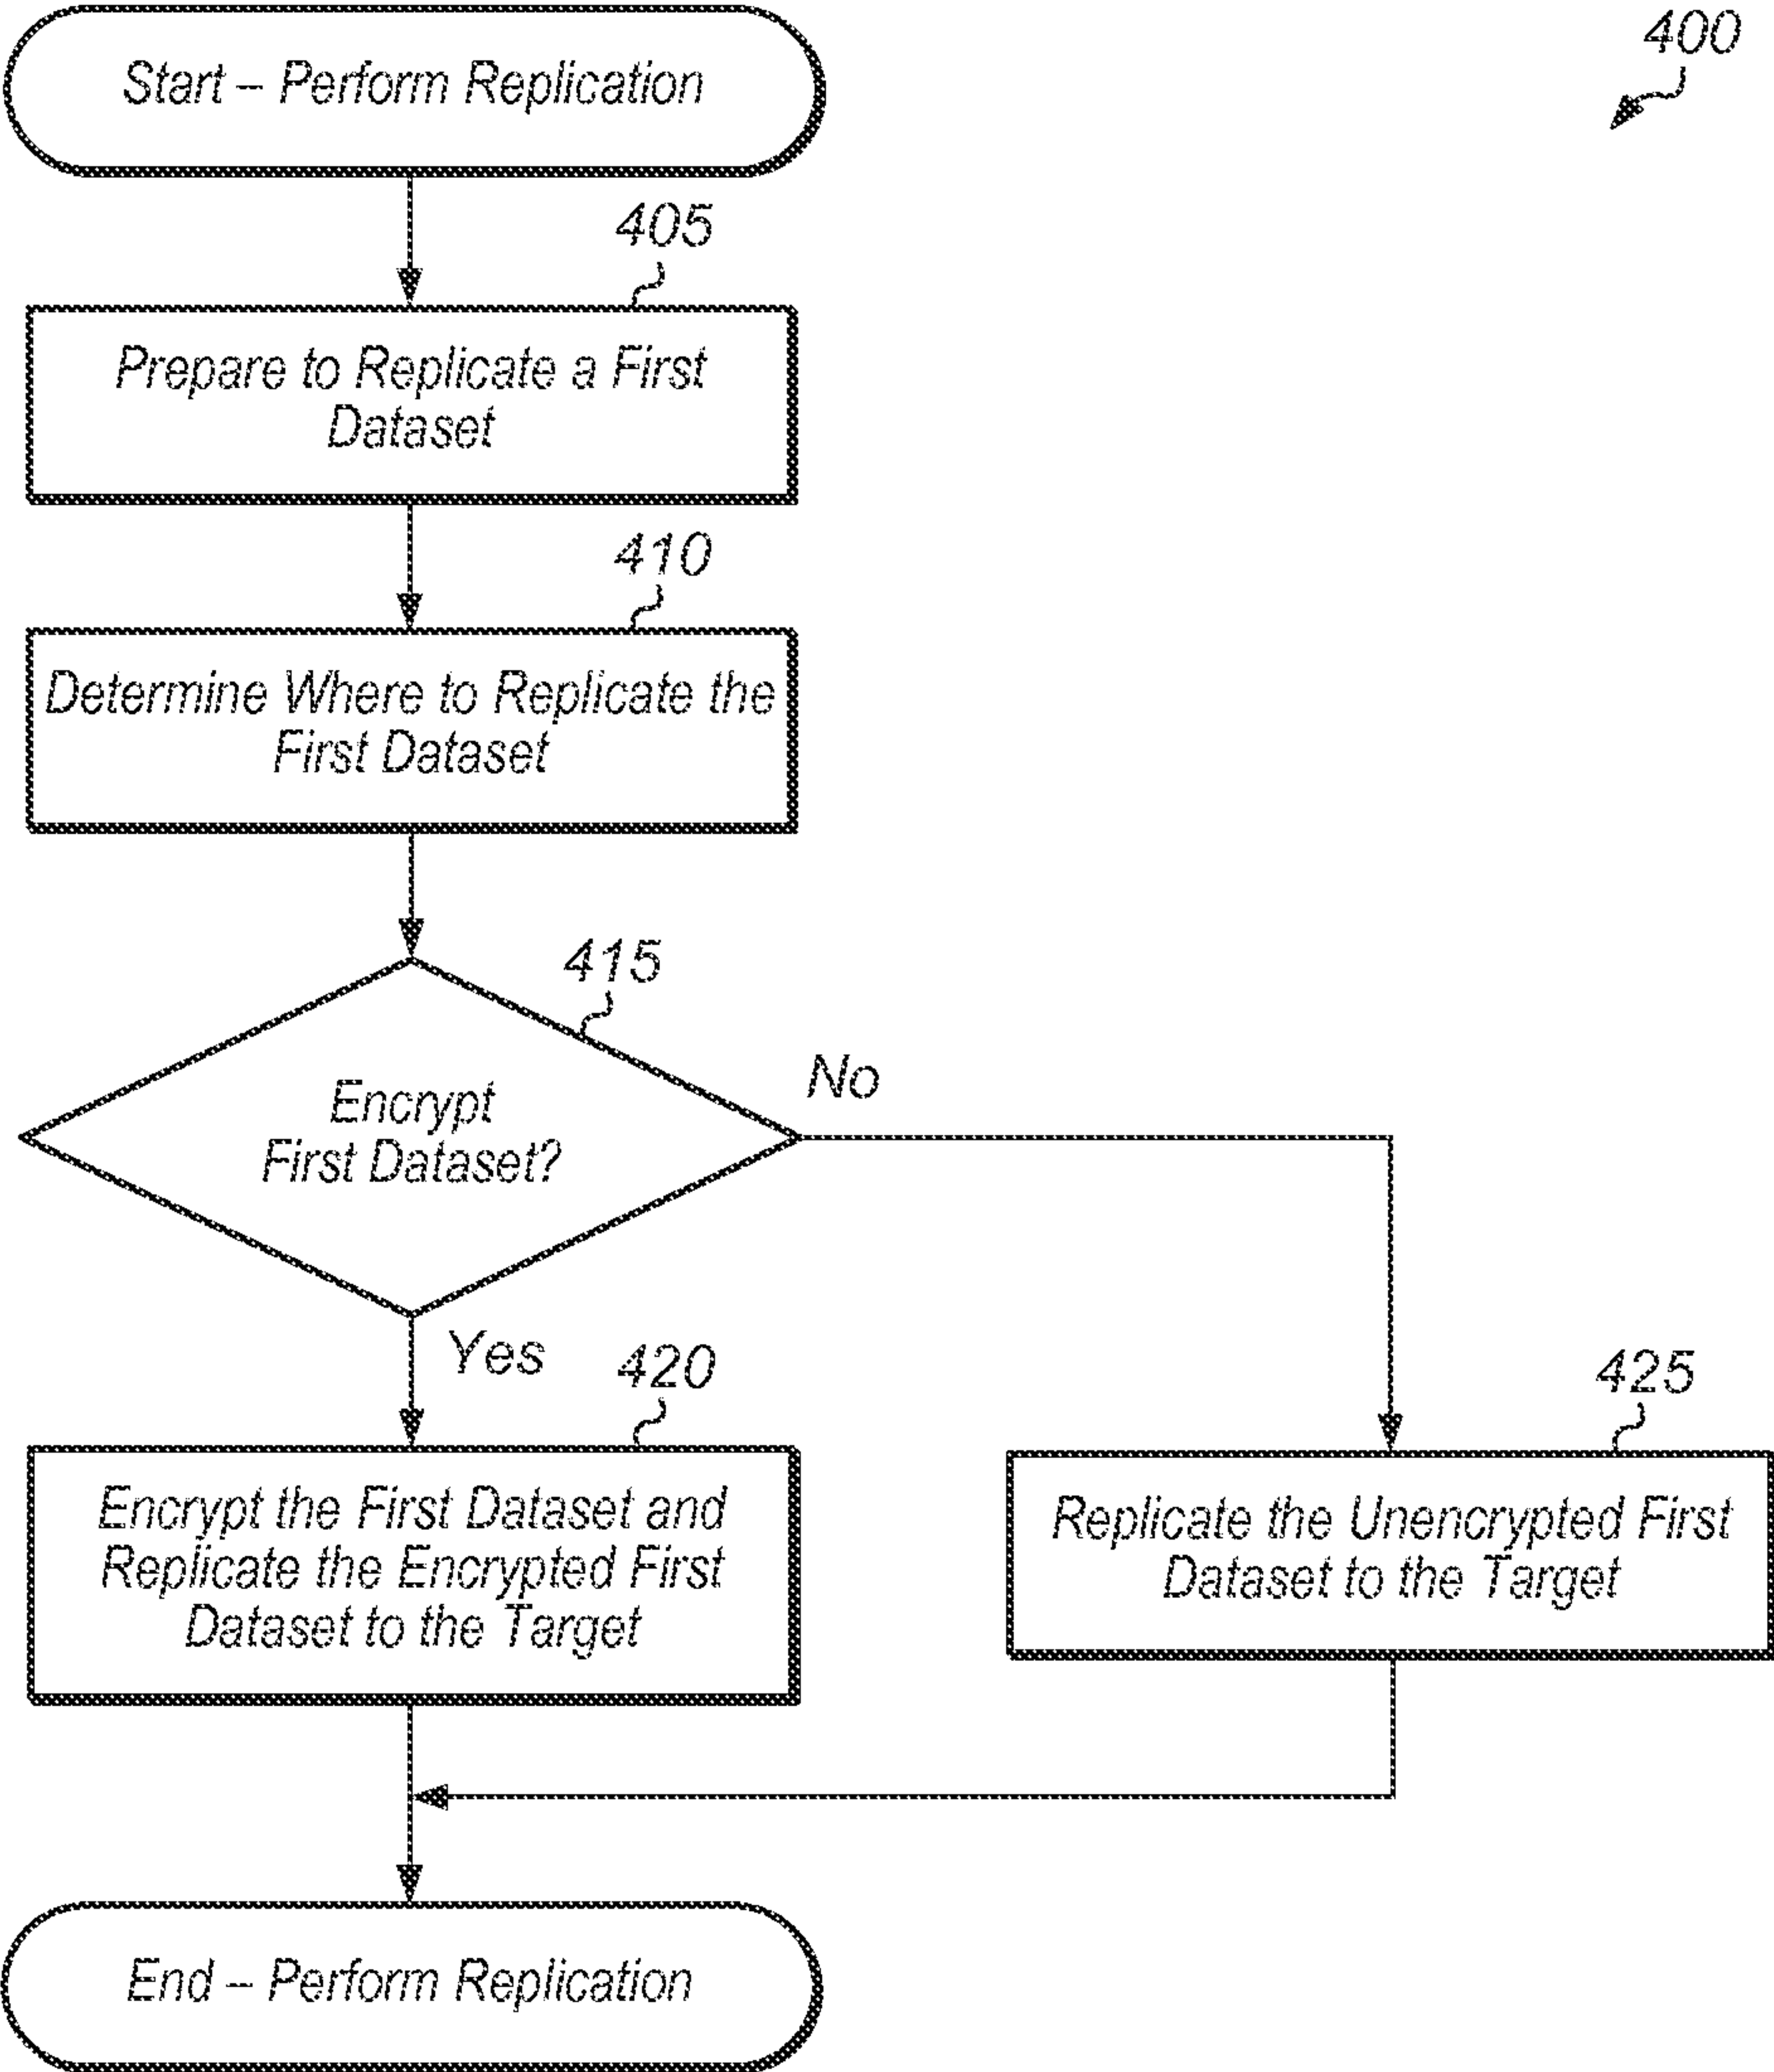 400
Start – Perform Replication
405
Prepare to Replicate a First
Dataset
410
Determine Where to Replicate the
First Dataset
415
Encrypt
First Dataset?
No
Yes
420
Encrypt the First Dataset and
Replicate the Encrypted First
Dataset to the Target
425
Replicate the Unencrypted First
Dataset to the Target
End – Perform Replication